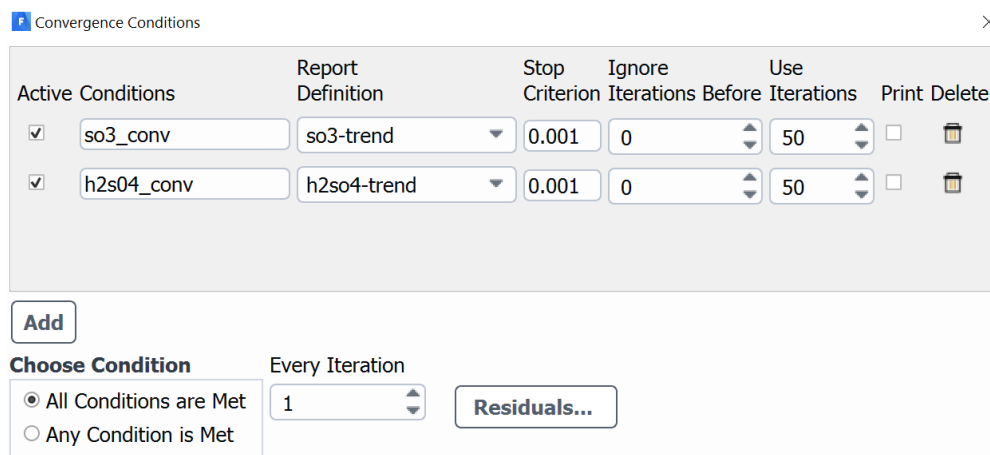 Convergence Conditions
Report Stop Ignore Use
Active Conditions Definition Criterion Iterations Before Iterations Print Delete
so3_conv so3-trend 0.001 0 50
h2s04_conv h2so4-trend 0.001 0 50
Add
Choose Condition Every Iteration
All Conditions are Met 1 Residuals...
Any Condition is Met